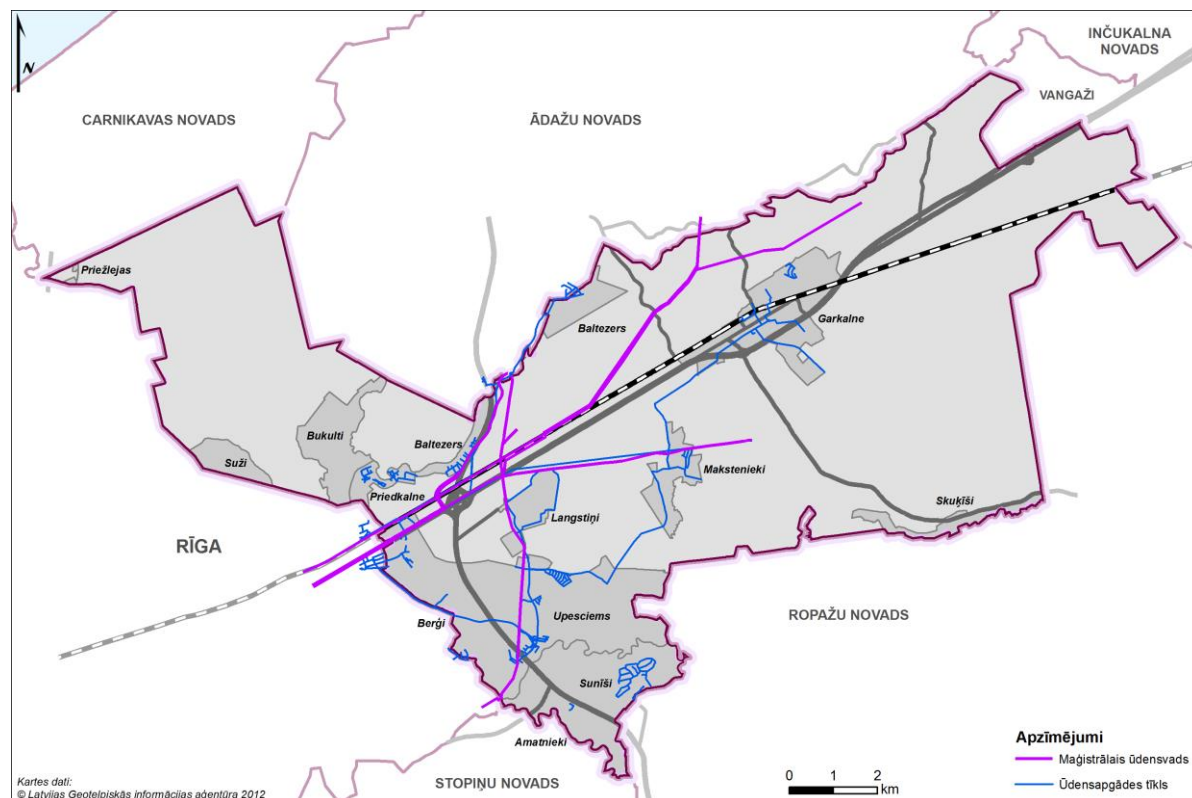 INČUKALNA
NOVADS
VANGAŽI
N
CARNIKAVAS NOVADS
ĀDAŽU NOVADS
Priežlejas
Baltezers
Garkalne
Bukulti
Baltezers
Suži
Makstenieki
Priedkalne
Skuķīši
Langstiņi
RĪGA
Upesciems
ROPAŽU NOVADS
Berģi
Sunīši
Amatnieki
Apzīmējumi
Maģistrālais ūdensvads
Ūdensapgādes tīkls
STOPIŅU NOVADS
0 1 2
km
Kartes dati:
© Latvijas Ģeotelpiskās informācijas aģentūra 2012